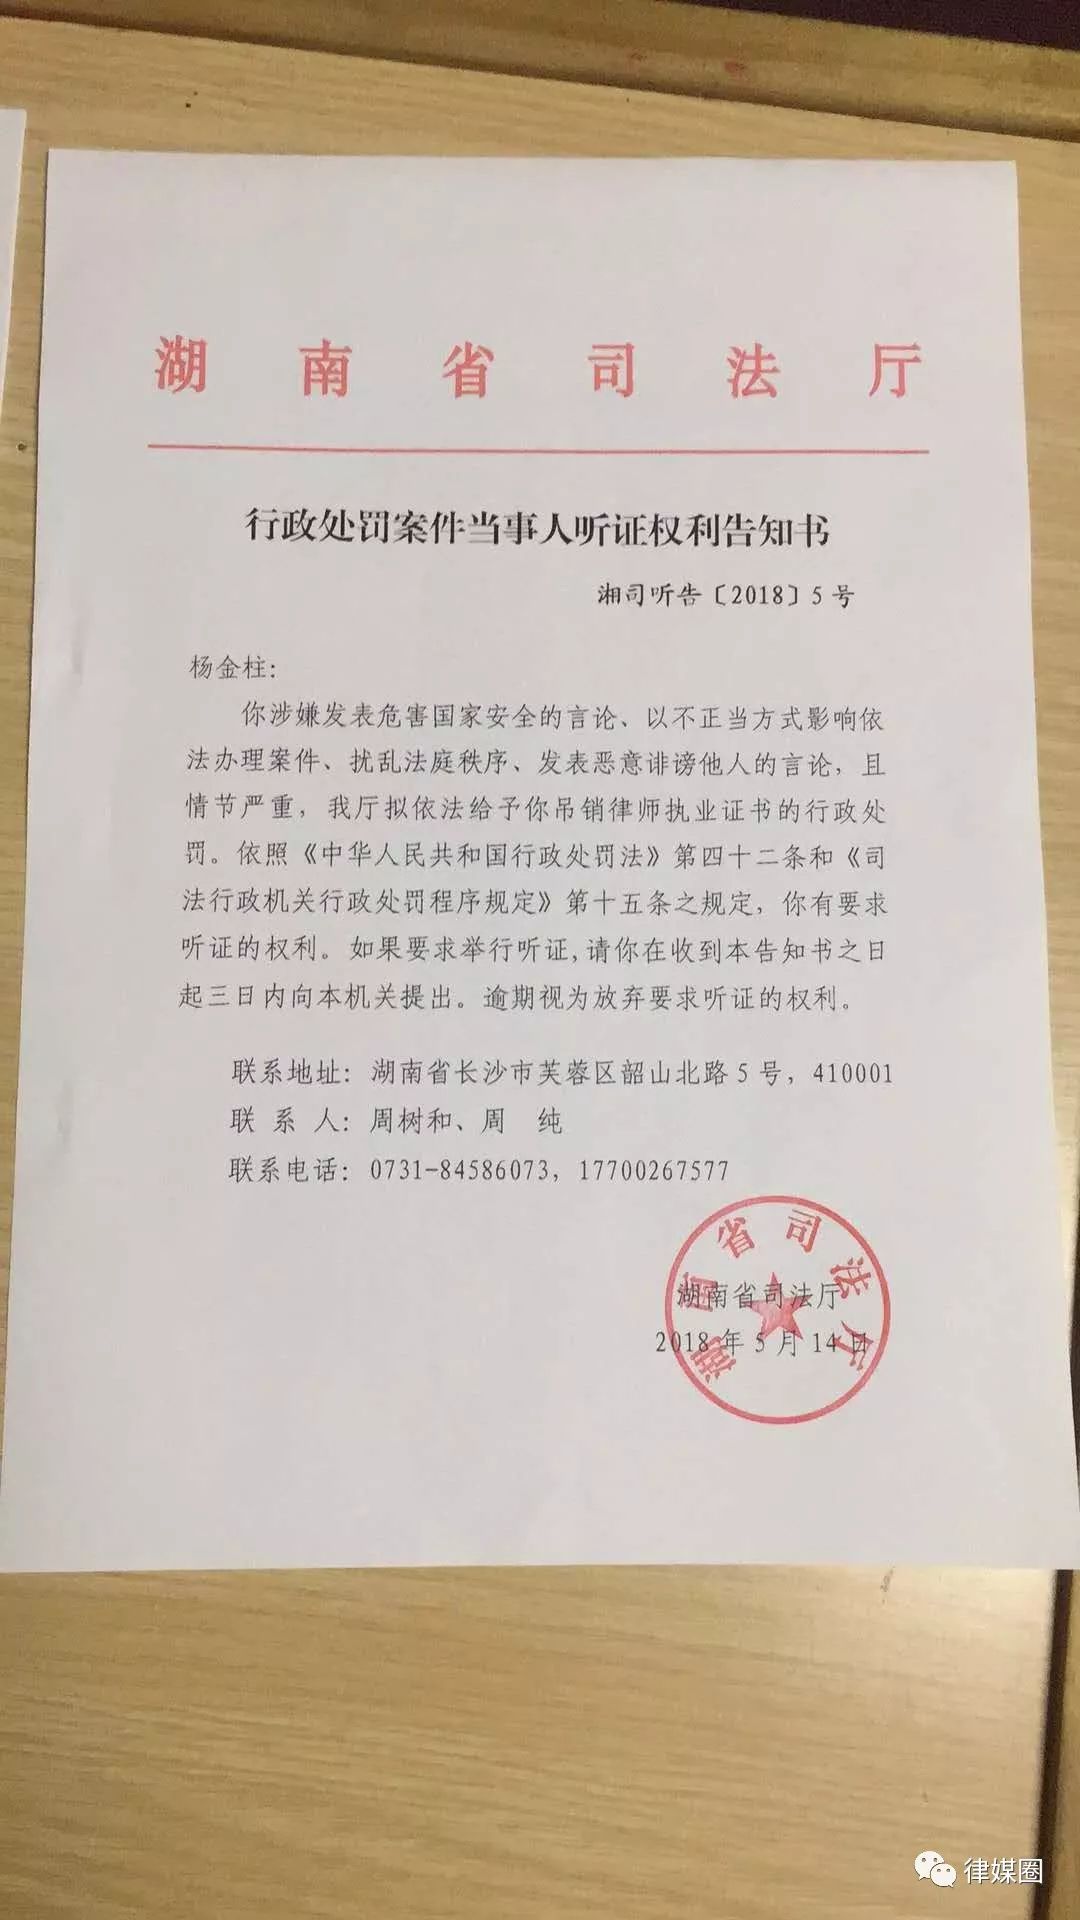 湖南省司法厅
行政处罚案件当事人听证权利告知书
湘司听告〔2018〕5号
杨金柱：
你涉嫌发表危害国家安全的言论、以不正当方式影响依
法办理案件、扰乱法庭秩序、发表恶意诽谤他人的言论，且
情节严重，我厅拟依法给予你吊销律师执业证书的行政处
罚。依照《中华人民共和国行政处罚法》第四十二条和《司
法行政机关行政处罚程序规定》第十五条之规定，你有要求
听证的权利。如果要求举行听证,请你在收到本告知书之日
起三日内向本机关提出。逾期视为放弃要求听证的权利。
联系地址：湖南省长沙市芙蓉区韶山北路5号，410001
联 系 人：周树和、周　纯
联系电话：0731-84586073，17700267577
湖南省司法厅
湖南省司法厅
2018年5月14日
律媒圈